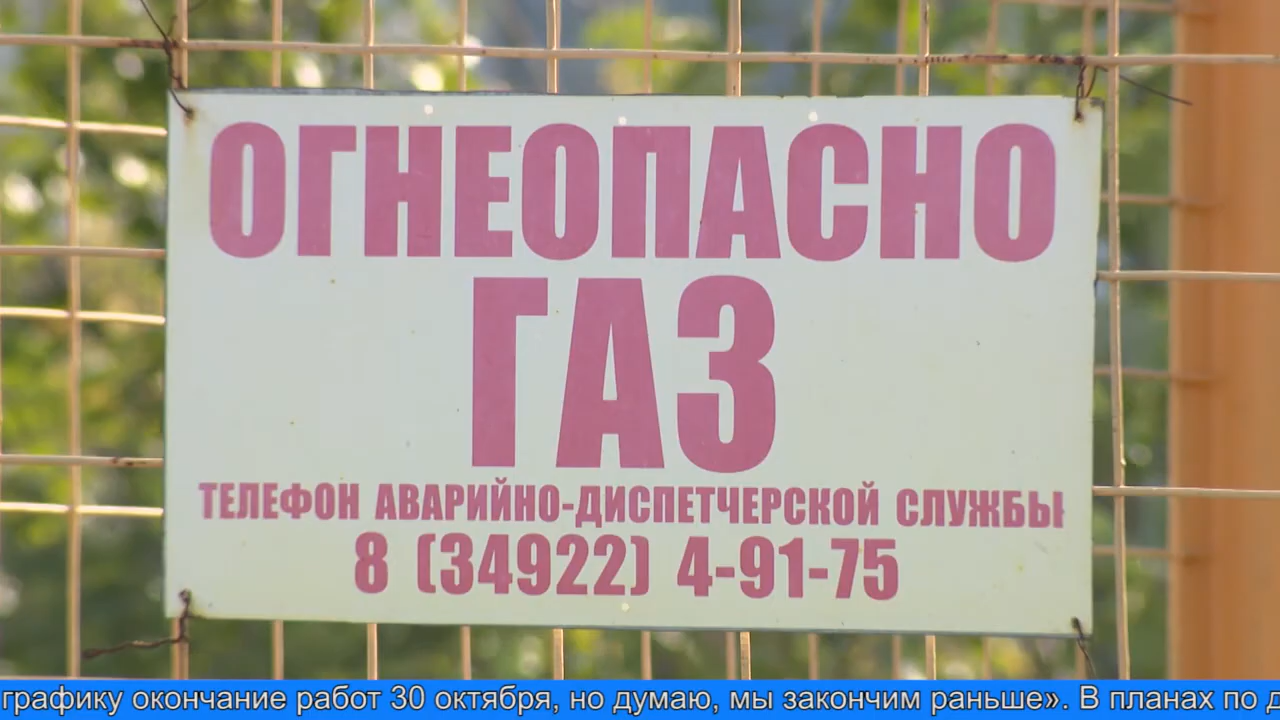 ОГНЕОПАСНО
ГАЗ
ТЕЛЕФОН АВАРИЙНО-ДИСПЕТЧЕРСКОЙ СЛУЖБЫ
8 (34922) 4-91-75
графику окончание работ 30 октября, но думаю, мы закончим раньше». В планах по